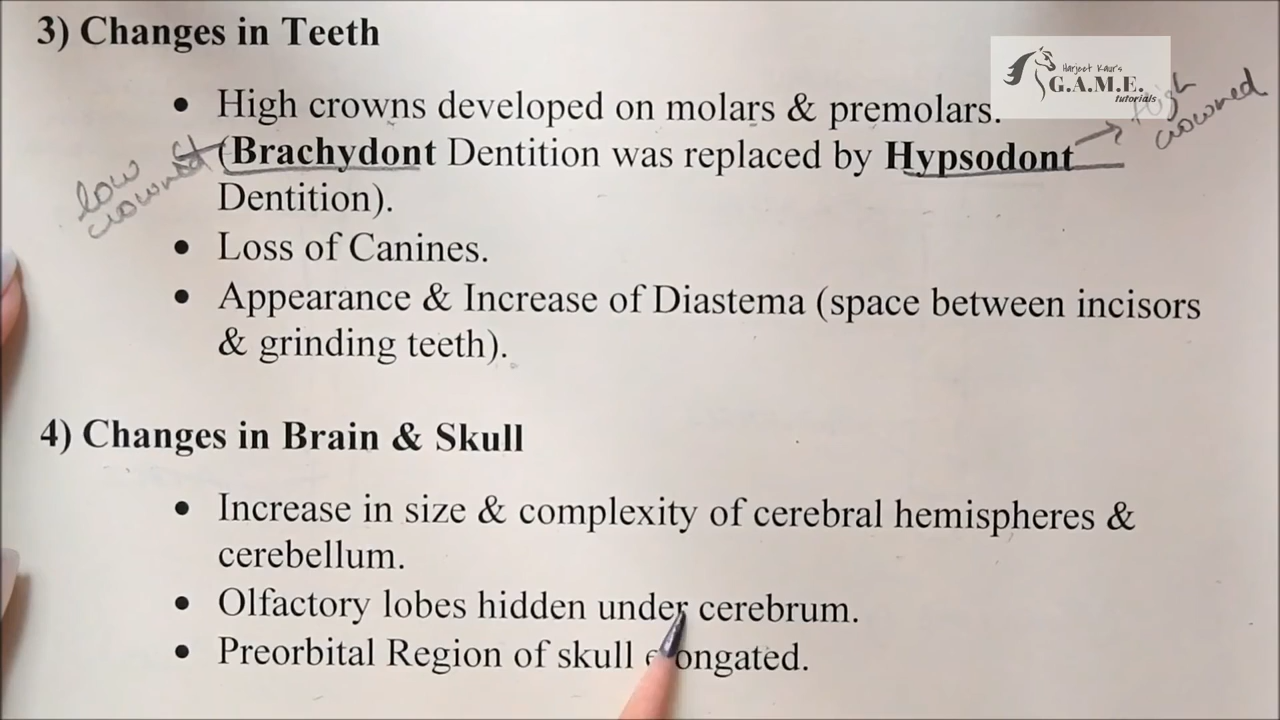 3) Changes in Teeth
Harjeet Kaur's
G.A.M.E.
tutorials
• High crowns developed on molars & premolars.
High
crowned
(Brachydont Dentition was replaced by Hypsodont
low
crowned
Dentition).
• Loss of Canines.
• Appearance & Increase of Diastema (space between incisors
& grinding teeth).
4) Changes in Brain & Skull
• Increase in size & complexity of cerebral hemispheres &
cerebellum.
• Olfactory lobes hidden under cerebrum.
• Preorbital Region of skull elongated.